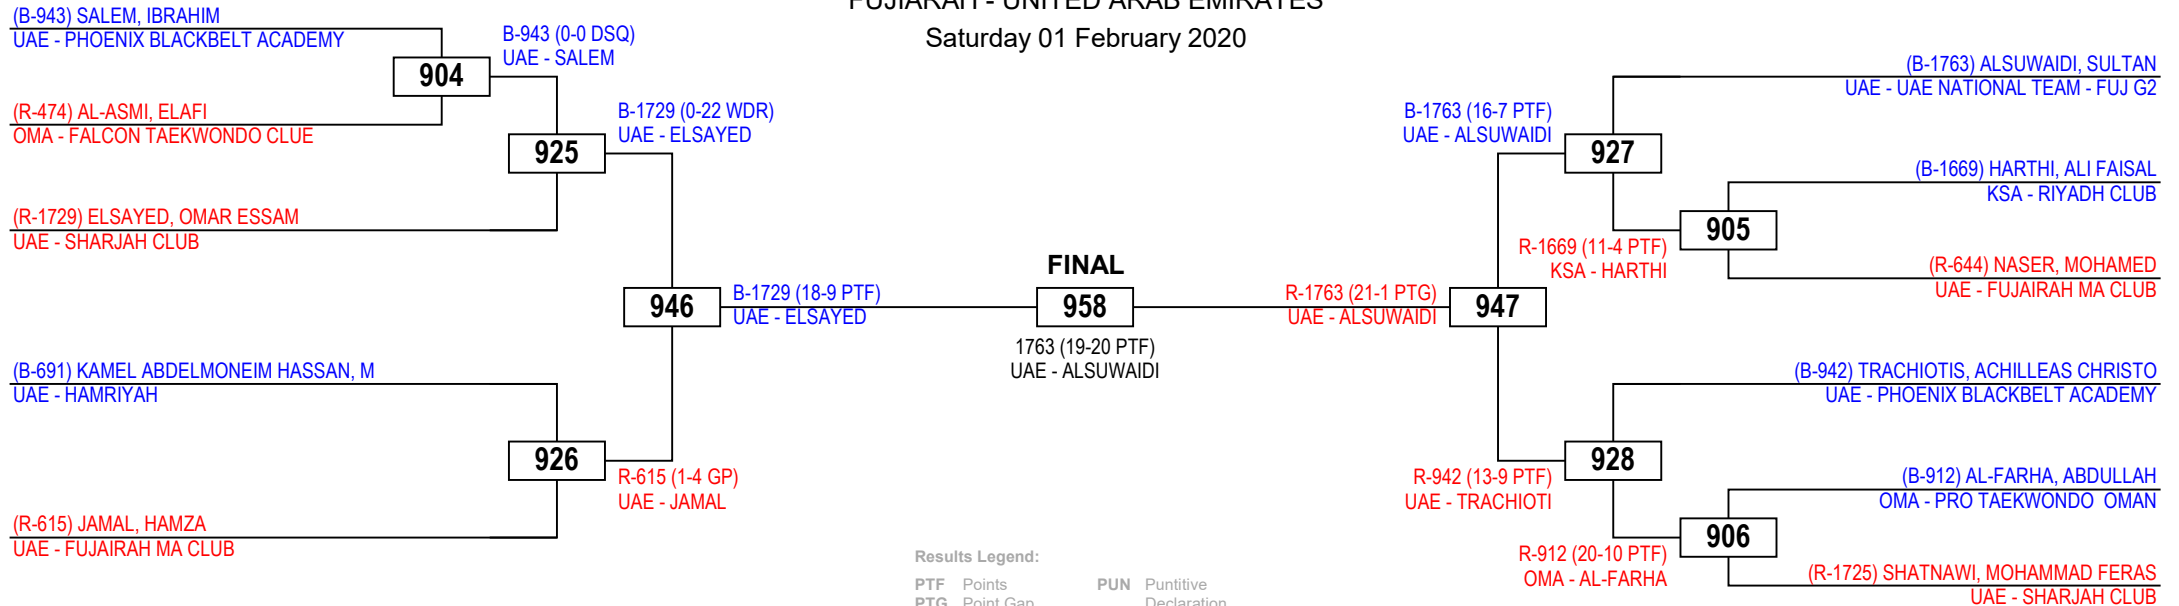 FUJIARAH - UNITED ARAB EMIRATES
Saturday 01 February 2020
(B-943) SALEM, IBRAHIM
UAE - PHOENIX BLACKBELT ACADEMY
904
B-943 (0-0 DSQ)
UAE - SALEM
(R-474) AL-ASMI, ELAFI
OMA - FALCON TAEKWONDO CLUE
925
B-1729 (0-22 WDR)
UAE - ELSAYED
(R-1729) ELSAYED, OMAR ESSAM
UAE - SHARJAH CLUB
946
B-1729 (18-9 PTF)
UAE - ELSAYED
(B-691) KAMEL ABDELMONEIM HASSAN, M
UAE - HAMRIYAH
926
R-615 (1-4 GP)
UAE - JAMAL
(R-615) JAMAL, HAMZA
UAE - FUJAIRAH MA CLUB
FINAL
958
1763 (19-20 PTF)
UAE - ALSUWAIDI
(B-1763) ALSUWAIDI, SULTAN
UAE - UAE NATIONAL TEAM - FUJ G2
B-1763 (16-7 PTF)
UAE - ALSUWAIDI
927
(B-1669) HARTHI, ALI FAISAL
KSA - RIYADH CLUB
905
R-1669 (11-4 PTF)
KSA - HARTHI
(R-644) NASER, MOHAMED
UAE - FUJAIRAH MA CLUB
R-1763 (21-1 PTG)
UAE - ALSUWAIDI
947
(B-942) TRACHIOTIS, ACHILLEAS CHRISTO
UAE - PHOENIX BLACKBELT ACADEMY
928
R-942 (13-9 PTF)
UAE - TRACHIOTI
(B-912) AL-FARHA, ABDULLAH
OMA - PRO TAEKWONDO  OMAN
906
R-912 (20-10 PTF)
OMA - AL-FARHA
(R-1725) SHATNAWI, MOHAMMAD FERAS
UAE - SHARJAH CLUB
Results Legend:
PTF Points PUN Puntitive
PTG Point Gap Declaration